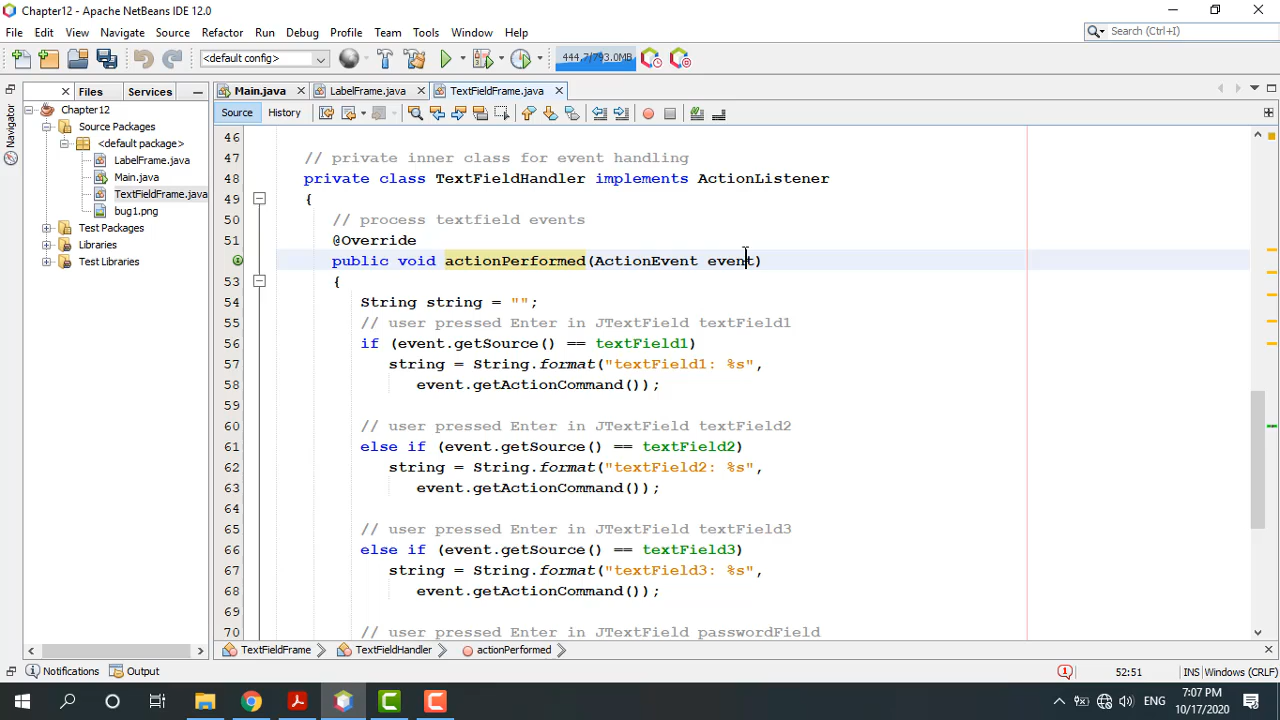 Chapter12 - Apache NetBeans IDE 12.0
File Edit View Navigate Source Refactor Run Debug Profile Team Tools Window Help
Search (Ctrl+I)
<default config>
444.7/793.0MB
Files Services
Main.java LabelFrame.java TextFieldFrame.java
Navigator
Chapter12
Source Packages
<default package>
LabelFrame.java
Main.java
TextFieldFrame.java
bug1.png
Test Packages
Libraries
Test Libraries
Source History
46
47 // private inner class for event handling
48 private class TextFieldHandler implements ActionListener
49 {
50 // process textfield events
51 @Override
public void actionPerformed(ActionEvent event)
53 {
54 String string = "";
55 // user pressed Enter in JTextField textField1
56 if (event.getSource() == textField1)
57 string = String.format("textField1: %s",
58 event.getActionCommand());
59
60 // user pressed Enter in JTextField textField2
61 else if (event.getSource() == textField2)
62 string = String.format("textField2: %s",
63 event.getActionCommand());
64
65 // user pressed Enter in JTextField textField3
66 else if (event.getSource() == textField3)
67 string = String.format("textField3: %s",
68 event.getActionCommand());
69
70 // user pressed Enter in JTextField passwordField
TextFieldFrame TextFieldHandler actionPerformed
Notifications Output
1 52:51 INS Windows (CRLF)
ENG
7:07 PM
10/17/2020